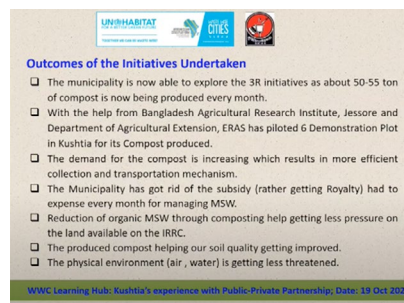 UN HABITAT
FOR A BETTER URBAN FUTURE
CITIES
Outcomes of the Initiatives Undertaken
The municipality is now able to explore the 3R initiatives as about 50-55 ton
of compost is now being produced every month.
With the help from Bangladesh Agricultural Research Institute, Jessore and
Department of Agricultural Extension, ERAS has piloted 6 Demonstration Plot
in Kushtia for its Compost produced.
The demand for the compost is increasing which results in more efficient
collection and transportation mechanism.
The Municipality has got rid of the subsidy (rather getting Royalty) had to
expense every month for managing MSW.
Reduction of organic MSW through composting help getting less pressure on
the land available on the IRRC.
The produced compost helping our soil quality getting improved.
The physical environment (air , water) is getting less threatened.
WWC Learning Hub: Kushtia's experience with Public-Private Partnership; Date: 19 Oct 202